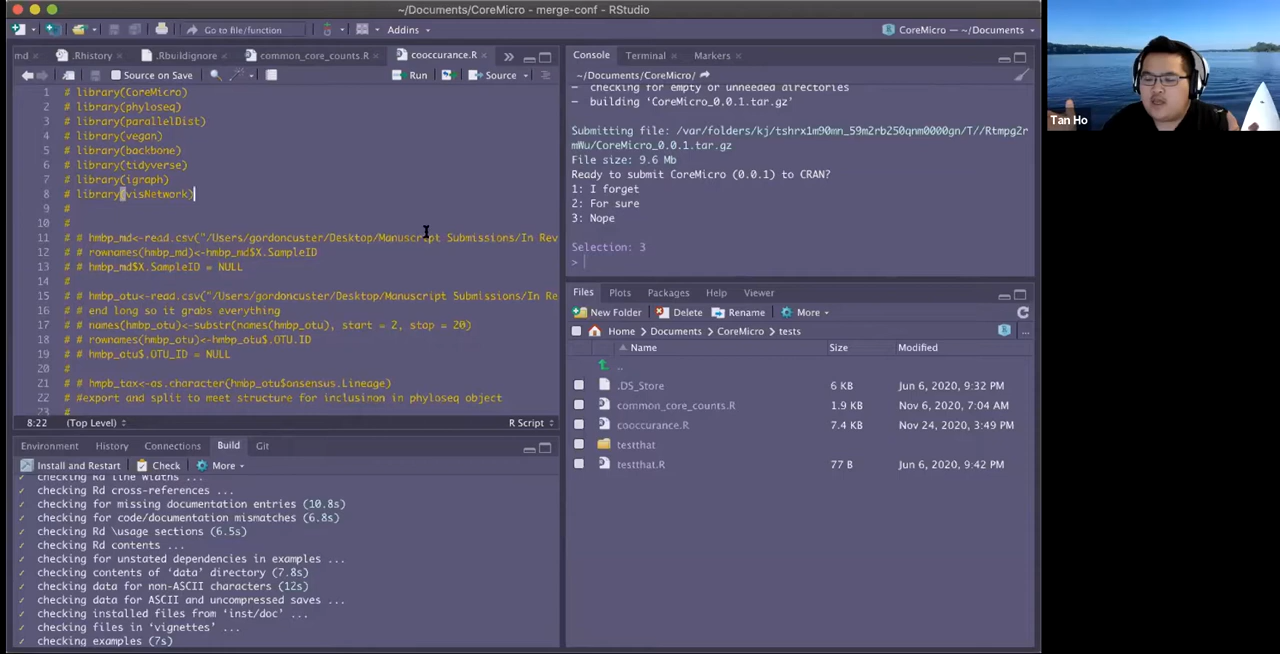 ~/Documents/CoreMicro - merge-conf - RStudio
Go to file/function
Addins
CoreMicro - ~/Documents
md
.Rhistory
.Rbuildignore
common_core_counts.R
cooccurance.R
Source on Save
Run
Source
1 # library(CoreMicro)
2 # library(phyloseq)
3 # library(parallelDist)
4 # library(vegan)
5 # library(backbone)
6 # library(tidyverse)
7 # library(igraph)
8 # library(visNetwork)
9 #
10 #
11 # # hmbp_md<-read.csv("/Users/gordoncuster/Desktop/Manuscript Submissions/In Rev
12 # # rownames(hmbp_md)<-hmbp_md$X.SampleID
13 # # hmbp_md$X.SampleID = NULL
14 #
15 # # hmbp_otu<-read.csv("/Users/gordoncuster/Desktop/Manuscript Submissions/In Re
16 # # end long so it grabs everything
17 # # names(hmbp_otu)<-substr(names(hmbp_otu), start = 2, stop = 20)
18 # # rownames(hmbp_otu)<-hmbp_otu$.OTU.ID
19 # # hmbp_otu$.OTU_ID = NULL
20 #
21 # # hmpb_tax<-as.character(hmbp_otu$onsensus.Lineage)
22 # #export and split to meet structure for inclusinon in phyloseq object
23 #
8:22
(Top Level)
R Script
Environment
History
Connections
Build
Git
Install and Restart
Check
More
✓ checking Rd line widths ...
✓ checking Rd cross-references ...
✓ checking for missing documentation entries (10.8s)
✓ checking for code/documentation mismatches (6.8s)
✓ checking Rd \usage sections (6.5s)
✓ checking Rd contents ...
✓ checking for unstated dependencies in examples ...
✓ checking contents of ‘data’ directory (7.8s)
✓ checking data for non-ASCII characters (12s)
✓ checking data for ASCII and uncompressed saves ...
✓ checking installed files from ‘inst/doc’ ...
✓ checking files in ‘vignettes’ ...
✓ checking examples (7s)
Console
Terminal
Markers
~/Documents/CoreMicro/
— checking for empty or unneeded directories
— building ‘CoreMicro_0.0.1.tar.gz’
Submitting file: /var/folders/kj/tshrx1m90mn_59m2rb250qnm0000gn/T//Rtmpg2r
mWu/CoreMicro_0.0.1.tar.gz
File size: 9.6 Mb
Ready to submit CoreMicro (0.0.1) to CRAN?
1: I forget
2: For sure
3: Nope
Selection: 3
>
Files
Plots
Packages
Help
Viewer
New Folder
Delete
Rename
More
Home
Documents
CoreMicro
tests
Name
Size
Modified
..
.DS_Store 6 KB Jun 6, 2020, 9:32 PM
common_core_counts.R 1.9 KB Nov 6, 2020, 7:04 AM
cooccurance.R 7.4 KB Nov 24, 2020, 3:49 PM
testthat
testthat.R 77 B Jun 6, 2020, 9:42 PM
Tan Ho